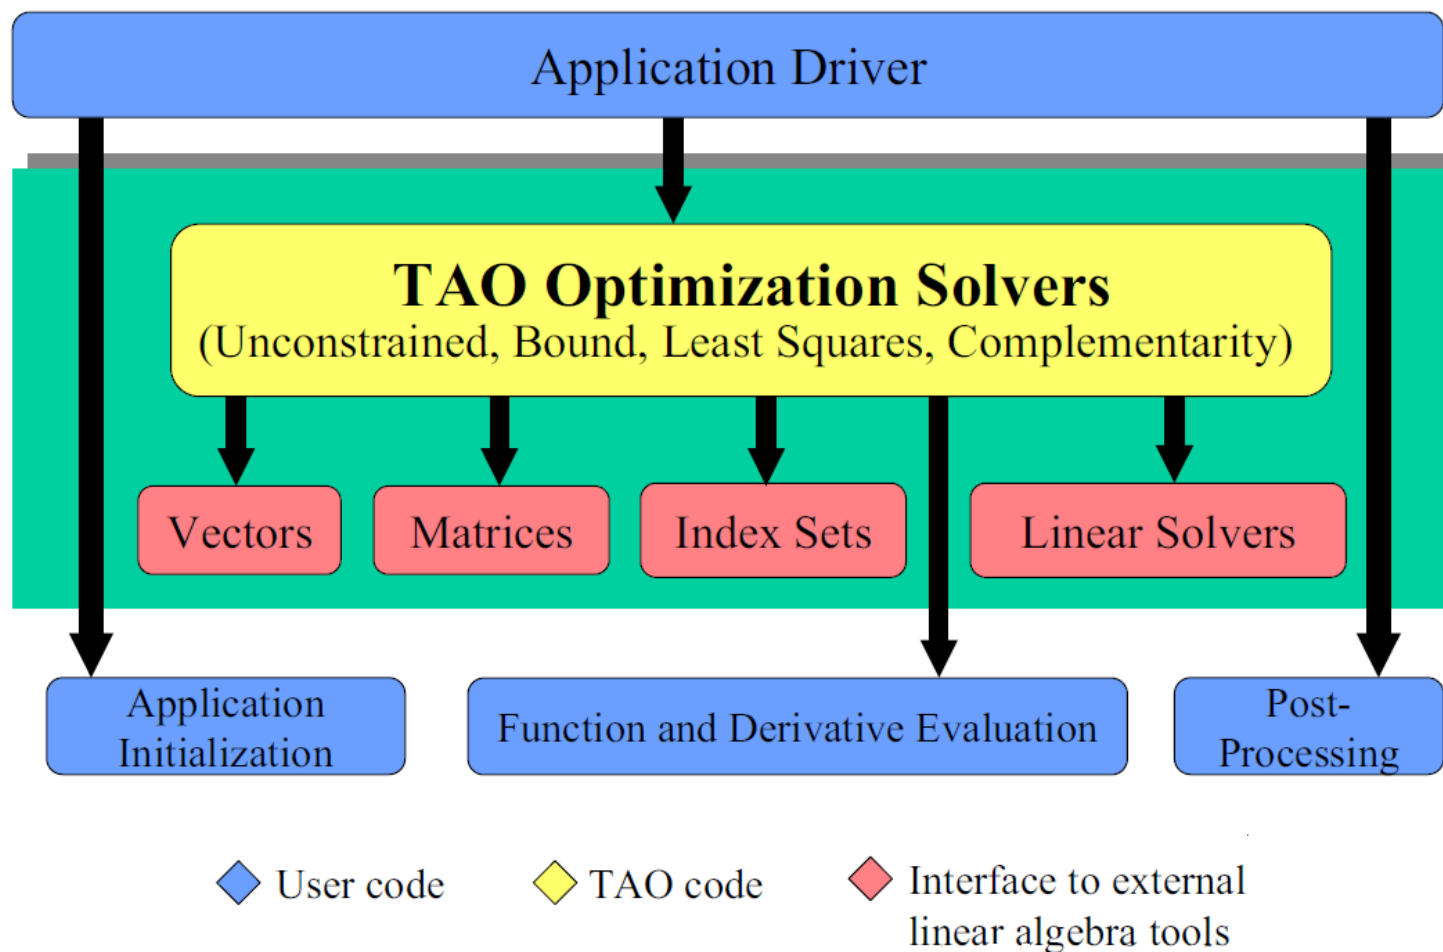 Application Driver
TAO Optimization Solvers
(Unconstrained, Bound, Least Squares, Complementarity)
Vectors
Matrices
Index Sets
Linear Solvers
Application
Initialization
Function and Derivative Evaluation
Post-
Processing
User code
TAO code
Interface to external
linear algebra tools